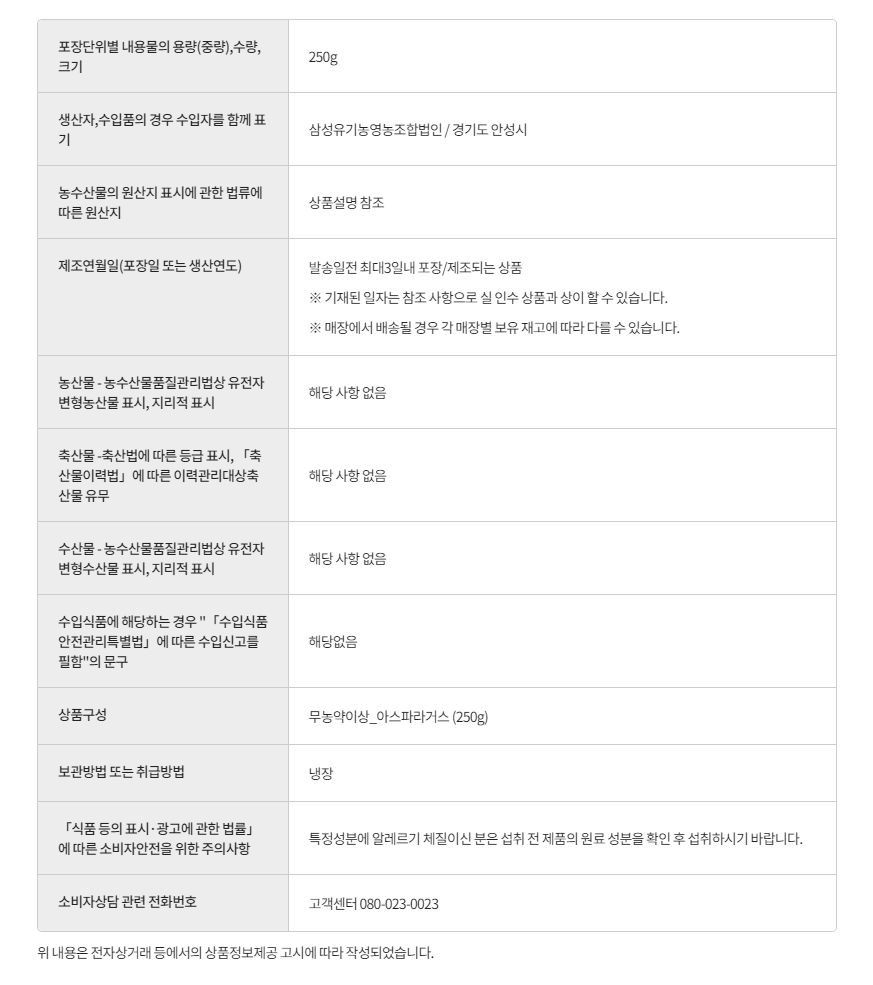 포장단위별 내용물의 용량(중량),수량,
크기
250g
생산자,수입품의 경우 수입자를 함께 표
기
삼성유기농영농조합법인 / 경기도 안성시
농수산물의 원산지 표시에 관한 법류에
따른 원산지
상품설명 참조
제조연월일(포장일 또는 생산연도)
발송일전 최대3일내 포장/제조되는 상품
※ 기재된 일자는 참조 사항으로 실 인수 상품과 상이 할 수 있습니다.
※ 매장에서 배송될 경우 각 매장별 보유 재고에 따라 다를 수 있습니다.
농산물 - 농수산물품질관리법상 유전자
변형농산물 표시, 지리적 표시
해당 사항 없음
축산물 -축산법에 따른 등급 표시, 「축
산물이력법」에 따른 이력관리대상축
산물 유무
해당 사항 없음
수산물 - 농수산물품질관리법상 유전자
변형수산물 표시, 지리적 표시
해당 사항 없음
수입식품에 해당하는 경우 "「수입식품
안전관리특별법」에 따른 수입신고를
필함"의 문구
해당없음
상품구성
무농약이상_아스파라거스 (250g)
보관방법 또는 취급방법
냉장
「식품 등의 표시·광고에 관한 법률」
에 따른 소비자안전을 위한 주의사항
특정성분에 알레르기 체질이신 분은 섭취 전 제품의 원료 성분을 확인 후 섭취하시기 바랍니다.
소비자상담 관련 전화번호
고객센터 080-023-0023
위 내용은 전자상거래 등에서의 상품정보제공 고시에 따라 작성되었습니다.